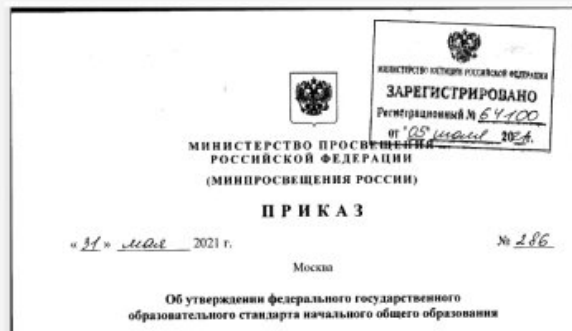 МИНИСТЕРСТВО ЮСТИЦИИ РОССИЙСКОЙ ФЕДЕРАЦИИ
ЗАРЕГИСТРИРОВАНО
Регистрационный № 64100
от "05" июля 2021.
МИНИСТЕРСТВО ПРОСВЕЩЕНИЯ
РОССИЙСКОЙ ФЕДЕРАЦИИ
(МИНПРОСВЕЩЕНИЯ РОССИИ)
ПРИКАЗ
« 31 » мая 2021 г.
№ 286
Москва
Об утверждении федерального государственного
образовательного стандарта начального общего образования